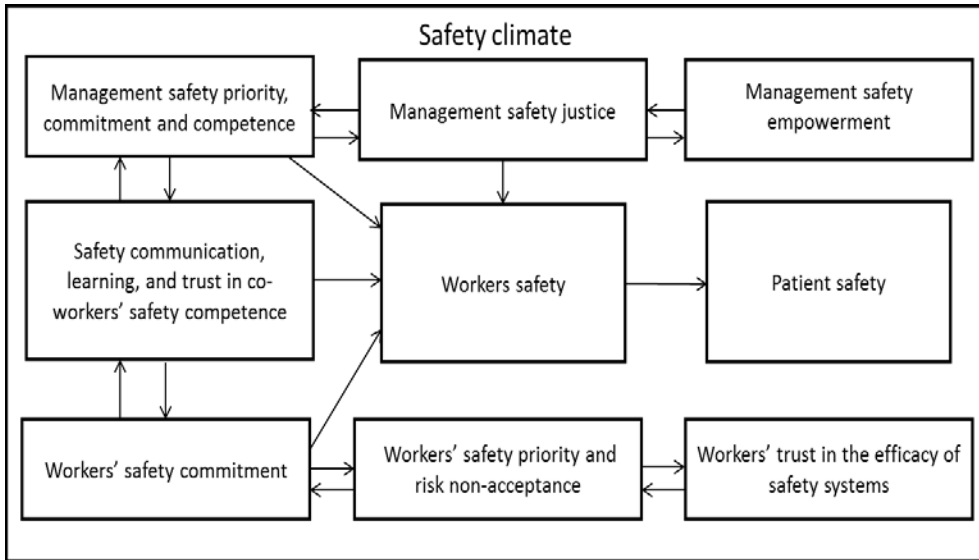 Safety climate
Management safety priority,
commitment and competence
Management safety justice
Management safety
empowerment
Safety communication,
learning, and trust in co-
workers’ safety competence
Workers safety
Patient safety
Workers’ safety commitment
Workers’ safety priority and
risk non-acceptance
Workers’ trust in the efficacy of
safety systems